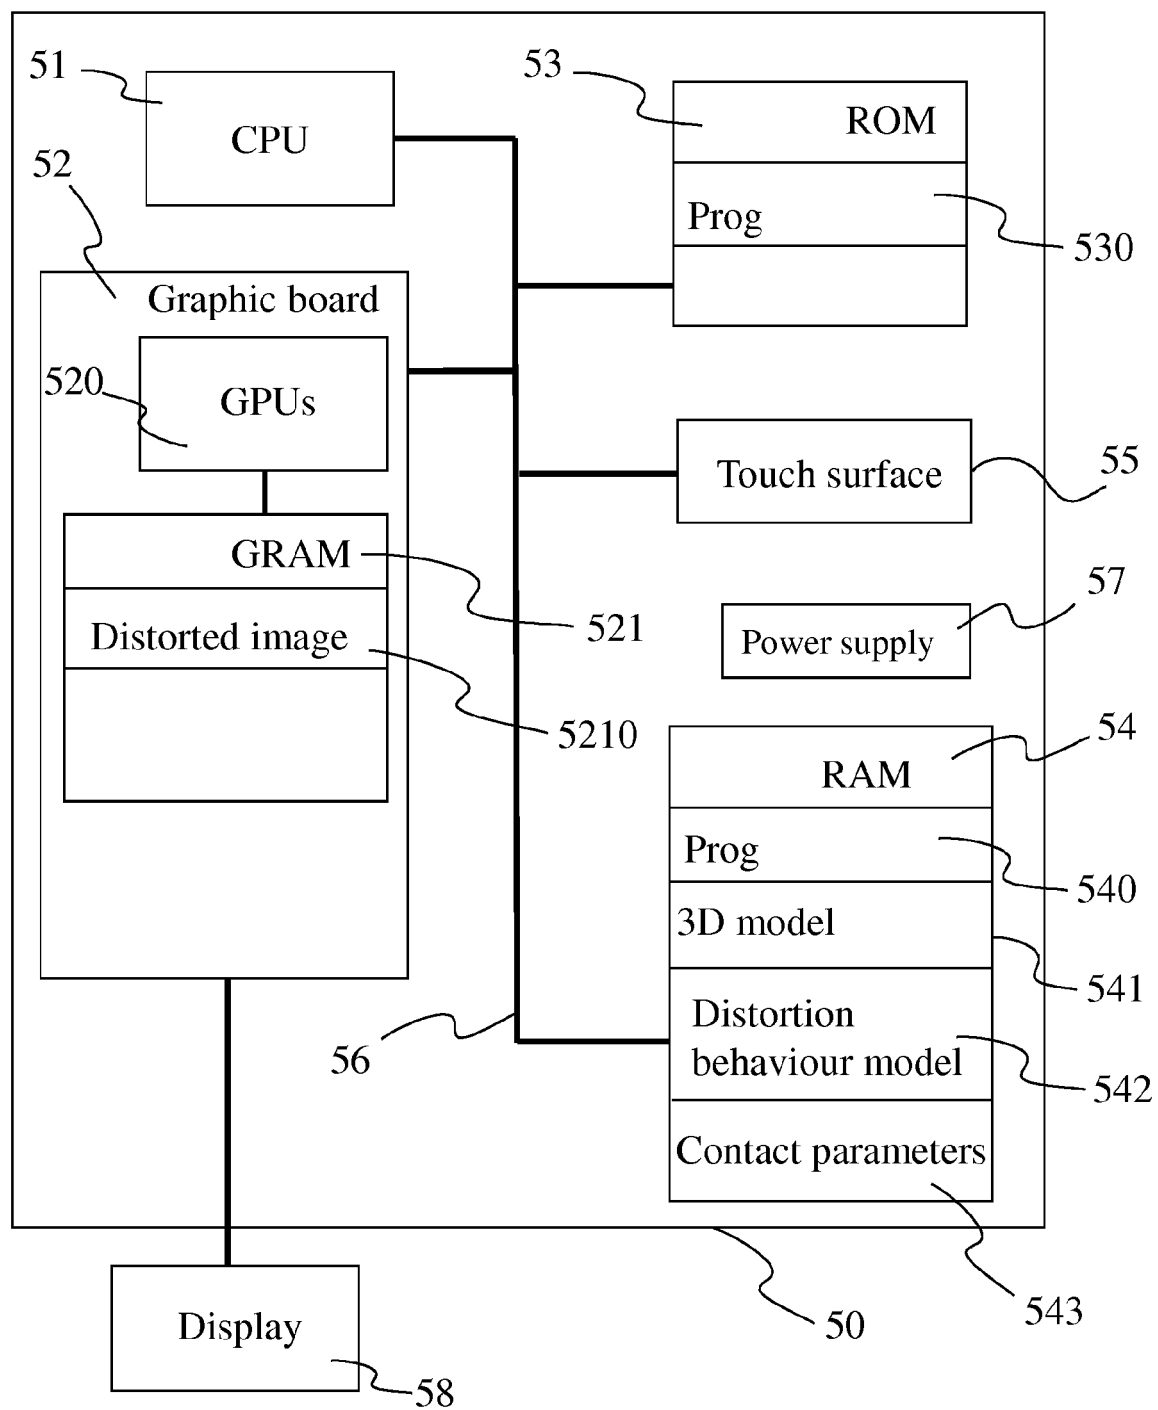 51
CPU
53
ROM
52
Prog
530
Graphic board
520
GPUs
Touch surface
55
GRAM
521
57
Distorted image
Power supply
5210
54
RAM
Prog
540
3D model
541
Distortion
behaviour model
56
542
Contact parameters
543
50
Display
58